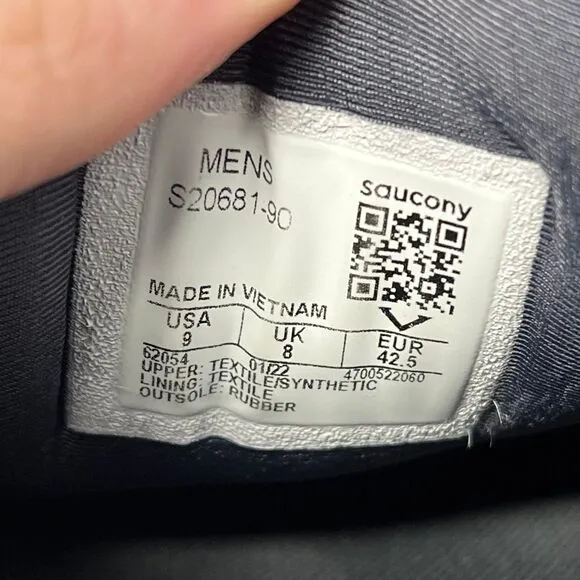 MENS
S20681-90
saucony
MADE IN VIETNAM
USA UK EUR
9 8 42.5
62054 01/22 4700522060
UPPER: TEXTILE/SYNTHETIC
LINING: TEXTILE
OUTSOLE: RUBBER